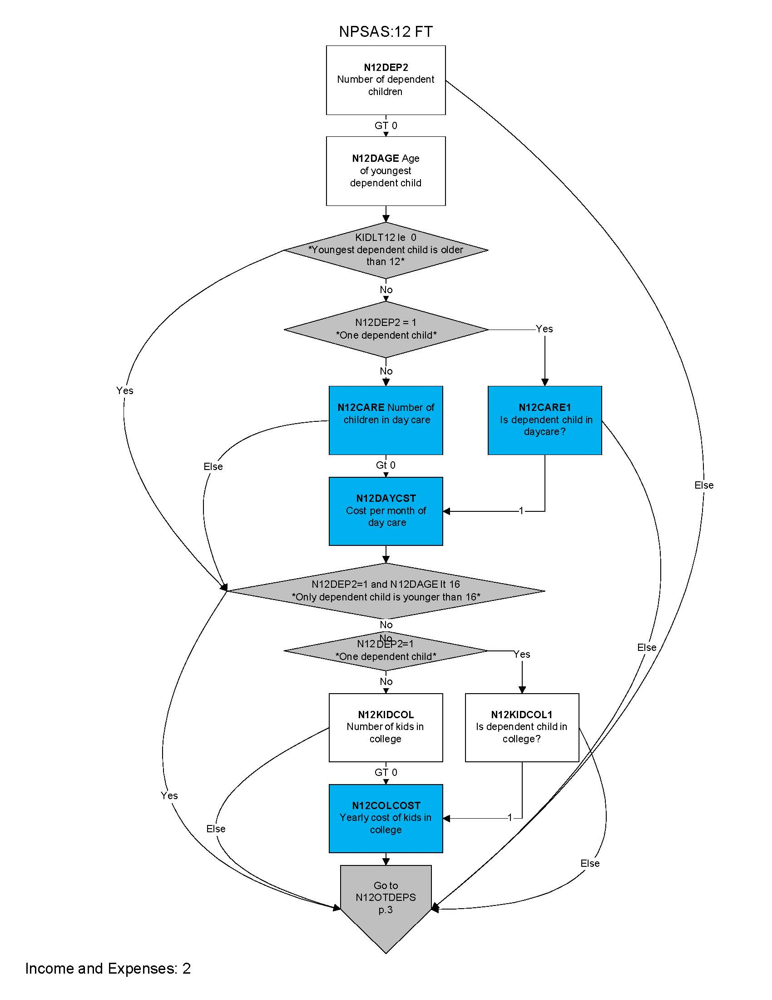 NPSAS:12 FT
N12DEP2
Number of dependent
children
GT 0
N12DAGE Age
of youngest
dependent child
KIDLT12 le  0
*Youngest dependent child is older
than 12*
No
N12DEP2 = 1
*One dependent child*
Yes
No
Yes
N12CARE Number of
children in day care
N12CARE1
Is dependent child in
daycare?
Else
Gt 0
Else
N12DAYCST
Cost per month of
day care
1
N12DEP2=1 and N12DAGE lt 16
*Only dependent child is younger than 16*
No
No
N12DEP2=1
*One dependent child*
Yes
Else
No
N12KIDCOL
Number of kids in
college
N12KIDCOL1
Is dependent child in
college?
GT 0
Yes
N12COLCOST
Yearly cost of kids in
college
1
Else
Else
Go to
N12OTDEPS
p.3
Income and Expenses: 2